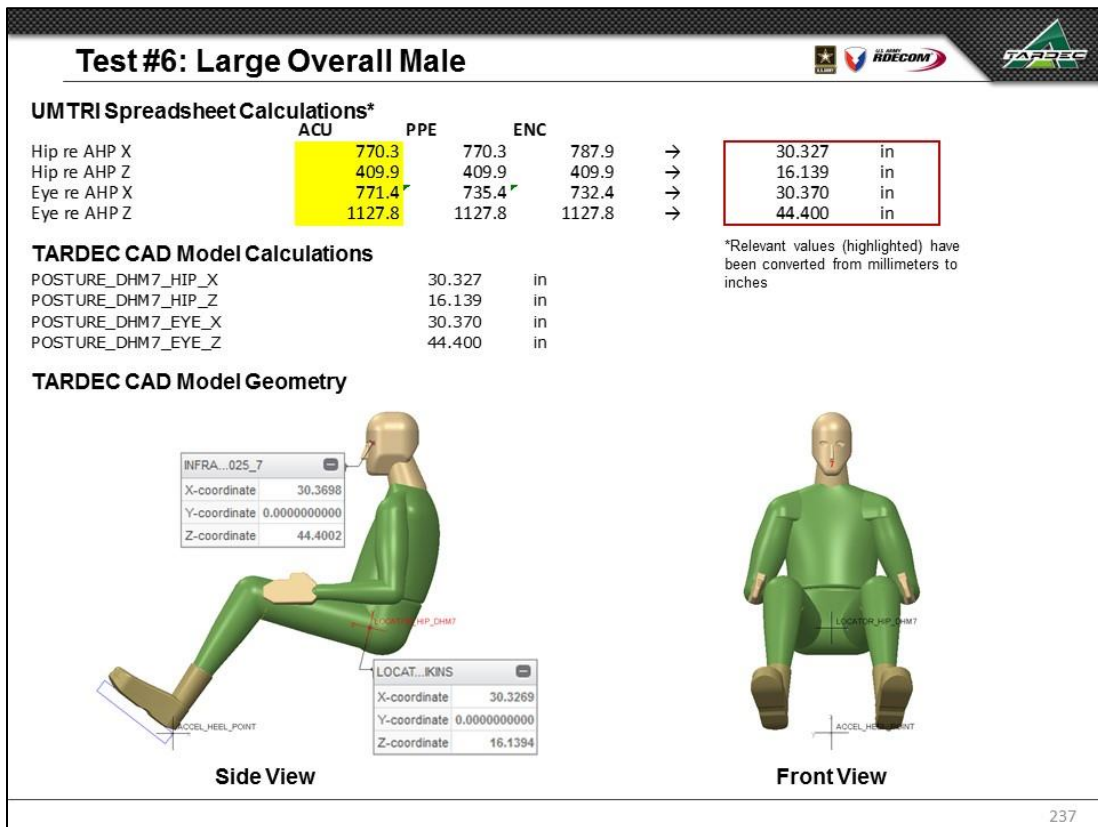 Test #6: Large Overall Male
U.S.ARMY
U.S. ARMY
RDECOM
TARDEC
UMTRI Spreadsheet Calculations*
ACU PPE ENC
Hip re AHP X 770.3 770.3 787.9 → 30.327 in
Hip re AHP Z 409.9 409.9 409.9 → 16.139 in
Eye re AHP X 771.4 735.4 732.4 → 30.370 in
Eye re AHP Z 1127.8 1127.8 1127.8 → 44.400 in
*Relevant values (highlighted) have
been converted from millimeters to
inches
TARDEC CAD Model Calculations
POSTURE_DHM7_HIP_X 30.327 in
POSTURE_DHM7_HIP_Z 16.139 in
POSTURE_DHM7_EYE_X 30.370 in
POSTURE_DHM7_EYE_Z 44.400 in
TARDEC CAD Model Geometry
INFRA...025_7
X-coordinate 30.3698
Y-coordinate 0.0000000000
Z-coordinate 44.4002
LOCATOR_HIP_DHM7
LOCAT...IKINS
X-coordinate 30.3269
Y-coordinate 0.0000000000
Z-coordinate 16.1394
ACCEL_HEEL_POINT
LOCATOR_HIP_DHM7
ACCEL_HEEL_POINT
Side View
Front View
237